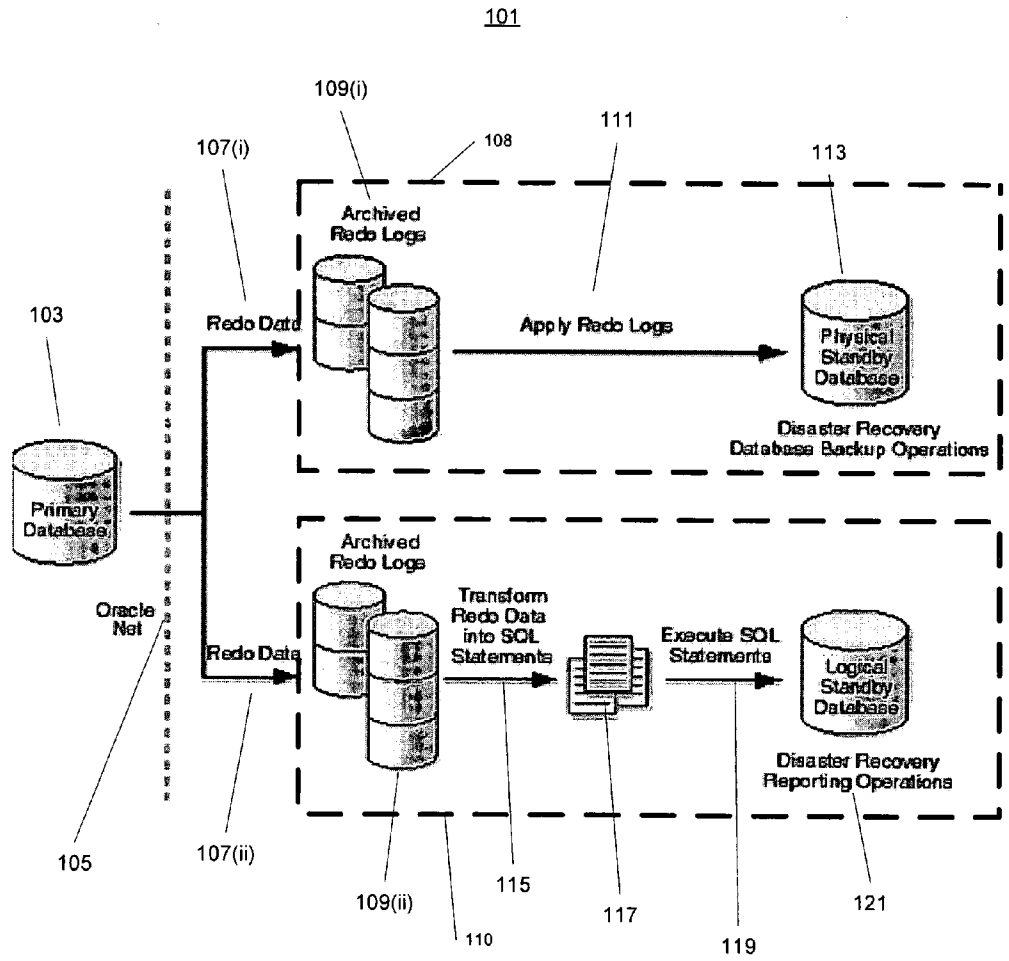 101
109(i)
107(i)
108
111
113
Archived
Redo Logs
103
Redo Data
Apply Redo Logs
Physical
Standby
Database
Disaster Recovery
Database Backup Operations
Primary
Database
Archived
Redo Logs
Oracle
Net
Redo Data
Transform
Redo Data
into SQL
Statements
Execute SQL
Statements
Logical
Standby
Database
Disaster Recovery
Reporting Operations
105
107(ii)
109(ii)
110
115
117
119
121